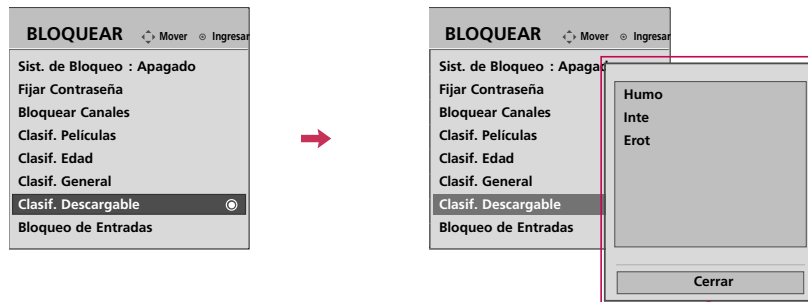 BLOQUEAR Mover Ingresar
Sist. de Bloqueo : Apagado
Fijar Contraseña
Bloquear Canales
Clasif. Películas
Clasif. Edad
Clasif. General
Clasif. Descargable
Bloqueo de Entradas
BLOQUEAR Mover Ingresar
Sist. de Bloqueo : Apagad
Fijar Contraseña
Bloquear Canales
Clasif. Películas
Clasif. Edad
Clasif. General
Clasif. Descargable
Bloqueo de Entradas
Humo
Inte
Erot
Cerrar